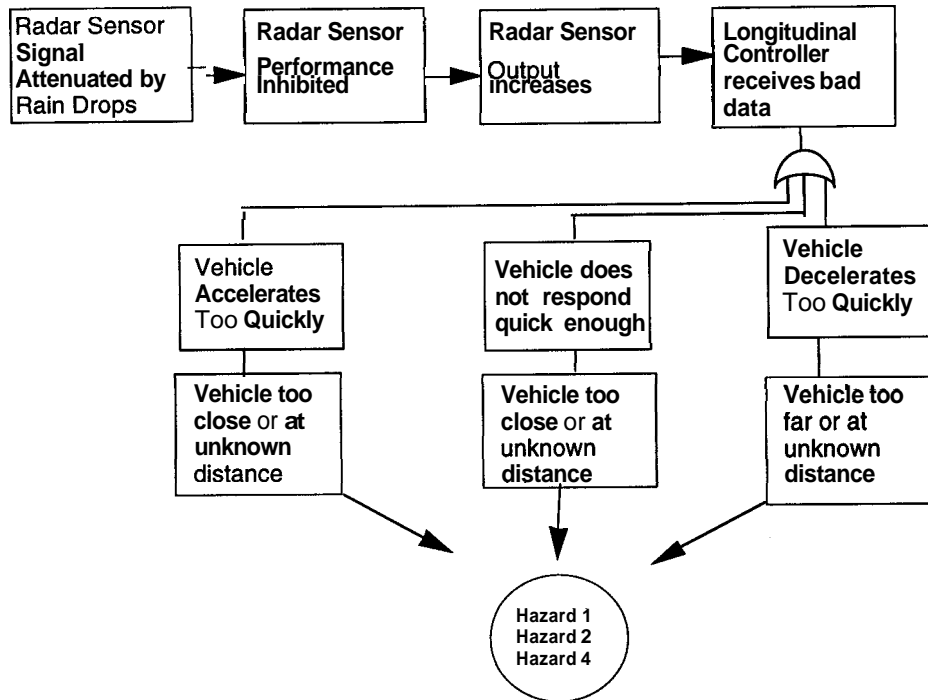 Radar Sensor
Signal
Attenuated by
Rain Drops
Radar Sensor
Performance
Inhibited
Radar Sensor
Output
increases
Longitudinal
Controller
receives bad
data
Vehicle
Accelerates
Too Quickly
Vehicle does
not respond
quick enough
Vehicle
Decelerates
Too Quickly
Vehicle too
close or at
unknown
distance
Vehicle too
close or at
unknown
distance
Vehicle too
far or at
unknown
distance
Hazard 1
Hazard 2
Hazard 4